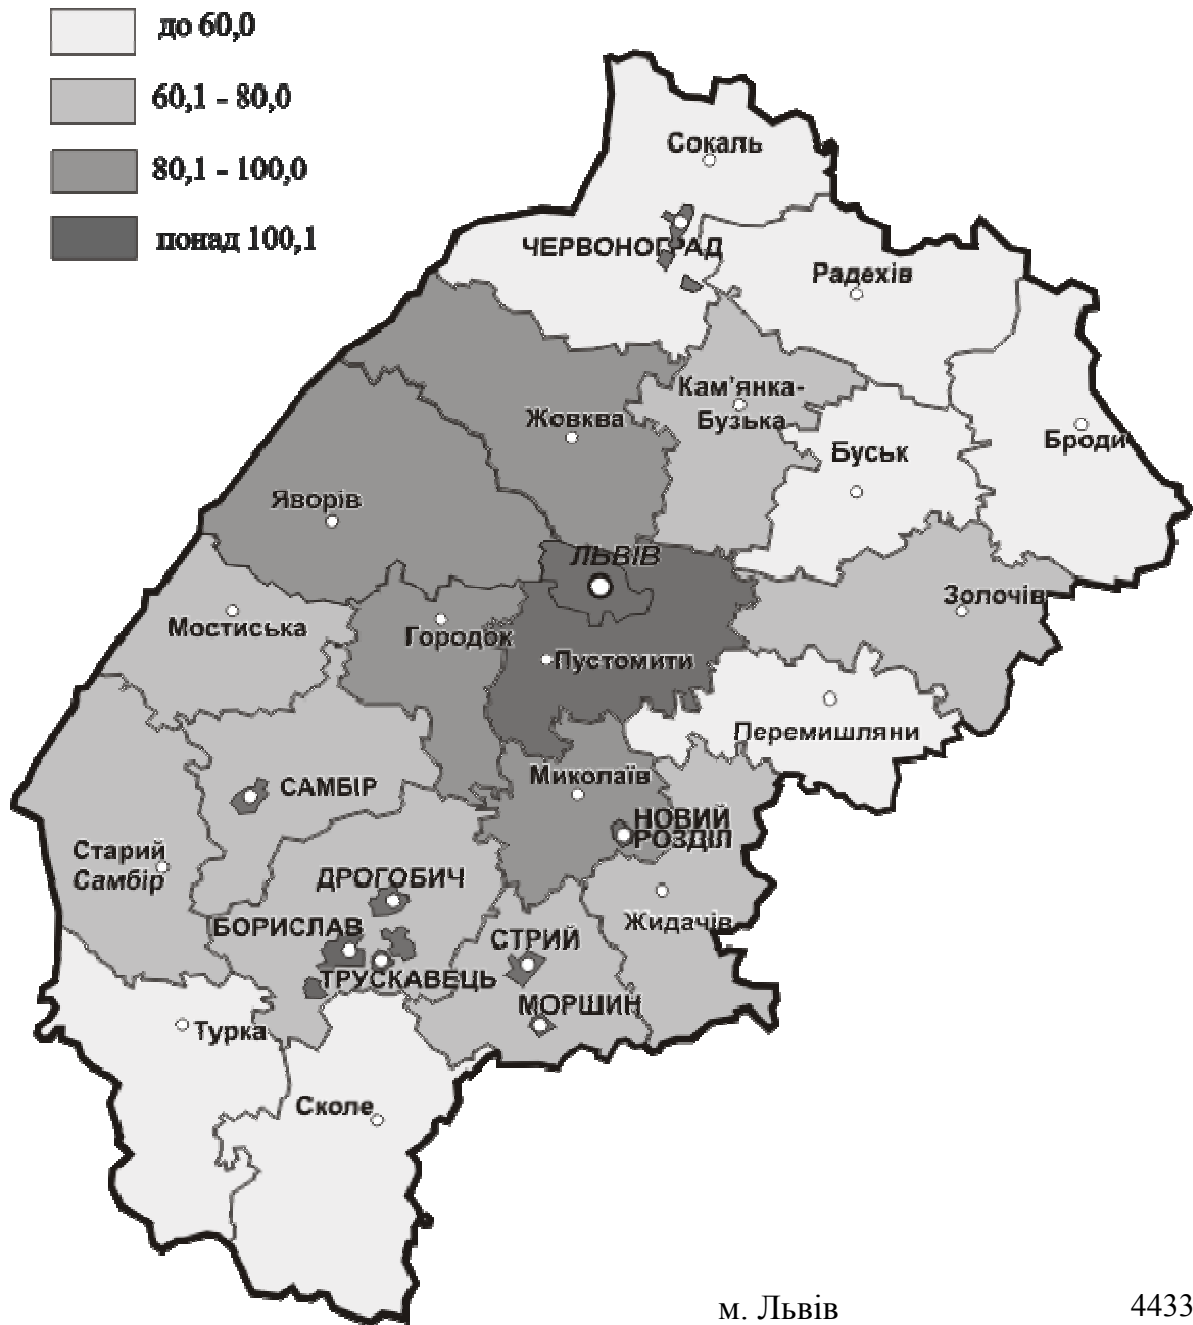 до 60,0
60,1 - 80,0
80,1 - 100,0
понад 100,1
Сокаль
ЧЕРВОНОГРАД
Радехів
Кам'янка-
Бузька
Жовква
Броди
Буськ
Яворів
ЛЬВІВ
Золочів
Мостиська
Городок
Пустомити
Перемишляни
Миколаїв
САМБІР
НОВИЙ
РОЗДІЛ
Старий
Самбір
ДРОГОБИЧ
БОРИСЛАВ
Жидачів
СТРИЙ
ТРУСКАВЕЦЬ
МОРШИН
Турка
Сколе
м. Львів 4433